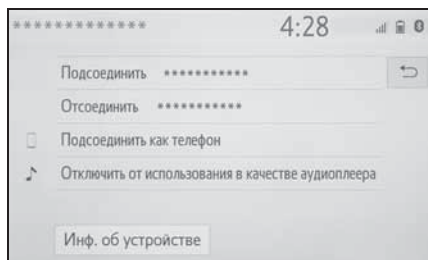 ************* 4:28
Подсоединить ***********
Отсоединить ***********
Подсоединить как телефон
Отключить от использования в качестве аудиоплеера
Инф. об устройстве